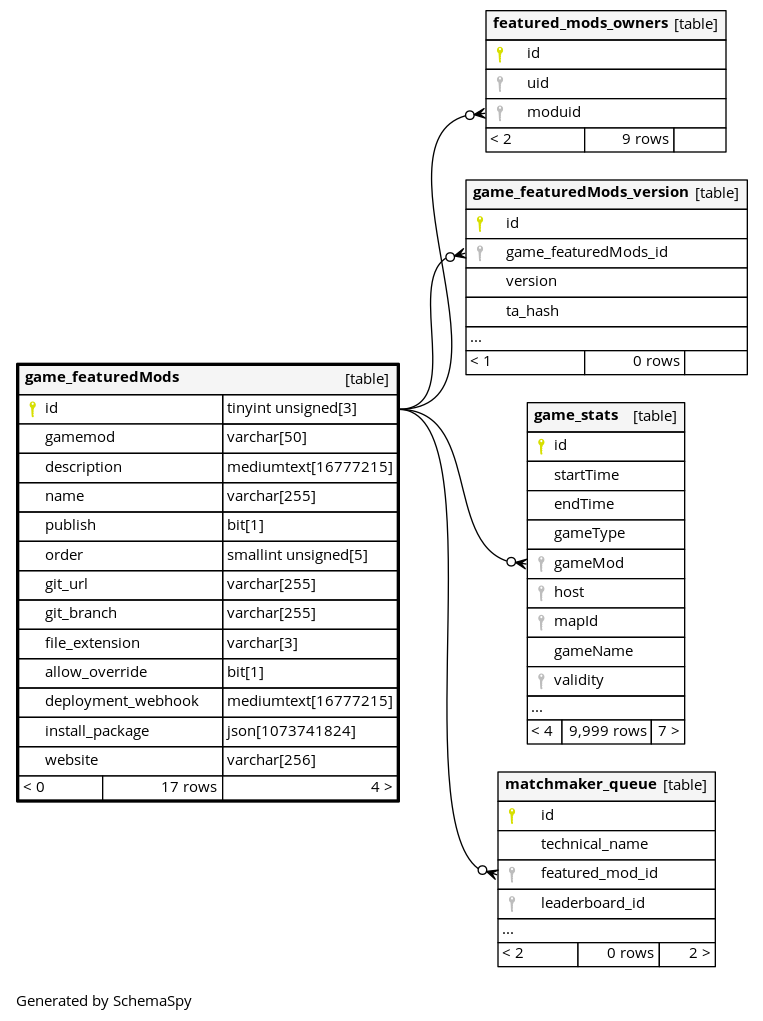 featured_mods_owners [table]
id
uid
moduid
< 2 9 rows
game_featuredMods_version [table]
id
game_featuredMods_id
version
ta_hash
...
< 1 0 rows
game_featuredMods [table]
id tinyint unsigned[3]
gamemod varchar[50]
description mediumtext[16777215]
name varchar[255]
publish bit[1]
order smallint unsigned[5]
git_url varchar[255]
git_branch varchar[255]
file_extension varchar[3]
allow_override bit[1]
deployment_webhook mediumtext[16777215]
install_package json[1073741824]
website varchar[256]
< 0 17 rows 4 >
game_stats [table]
id
startTime
endTime
gameType
gameMod
host
mapId
gameName
validity
...
< 4 9,999 rows 7 >
matchmaker_queue [table]
id
technical_name
featured_mod_id
leaderboard_id
...
< 2 0 rows 2 >
Generated by SchemaSpy